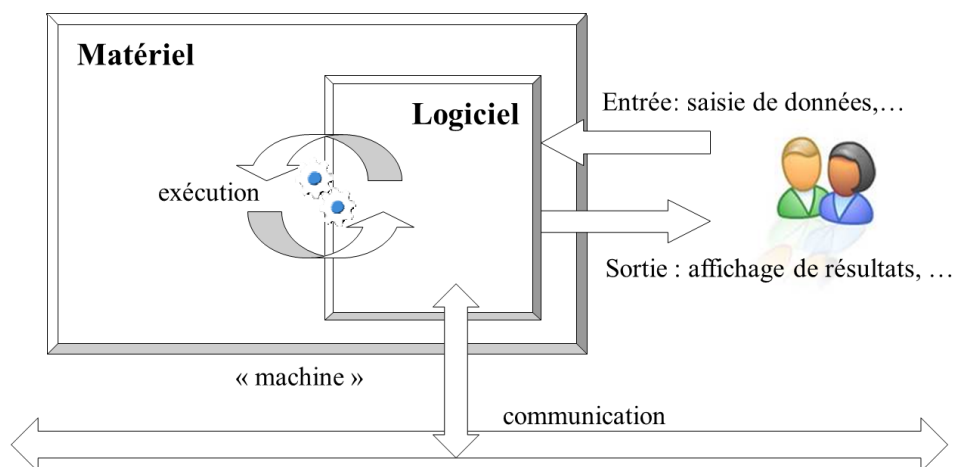 Matériel
Logiciel
Entrée: saisie de données,…
exécution
Sortie : affichage de résultats, …
« machine »
communication